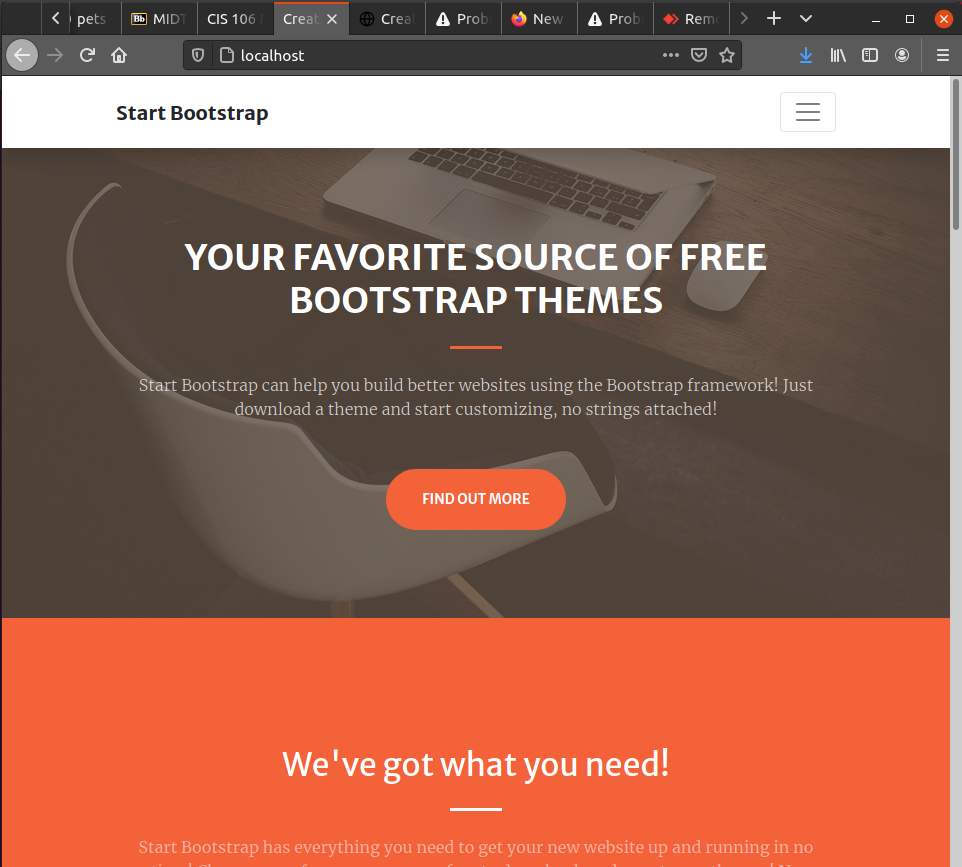 pets
Bb MIDT
CIS 106
Creat
Creat
Prob
New
Prob
Rem
localhost
Start Bootstrap
YOUR FAVORITE SOURCE OF FREE
BOOTSTRAP THEMES
Start Bootstrap can help you build better websites using the Bootstrap framework! Just
download a theme and start customizing, no strings attached!
FIND OUT MORE
We've got what you need!
Start Bootstrap has everything you need to get your new website up and running in no